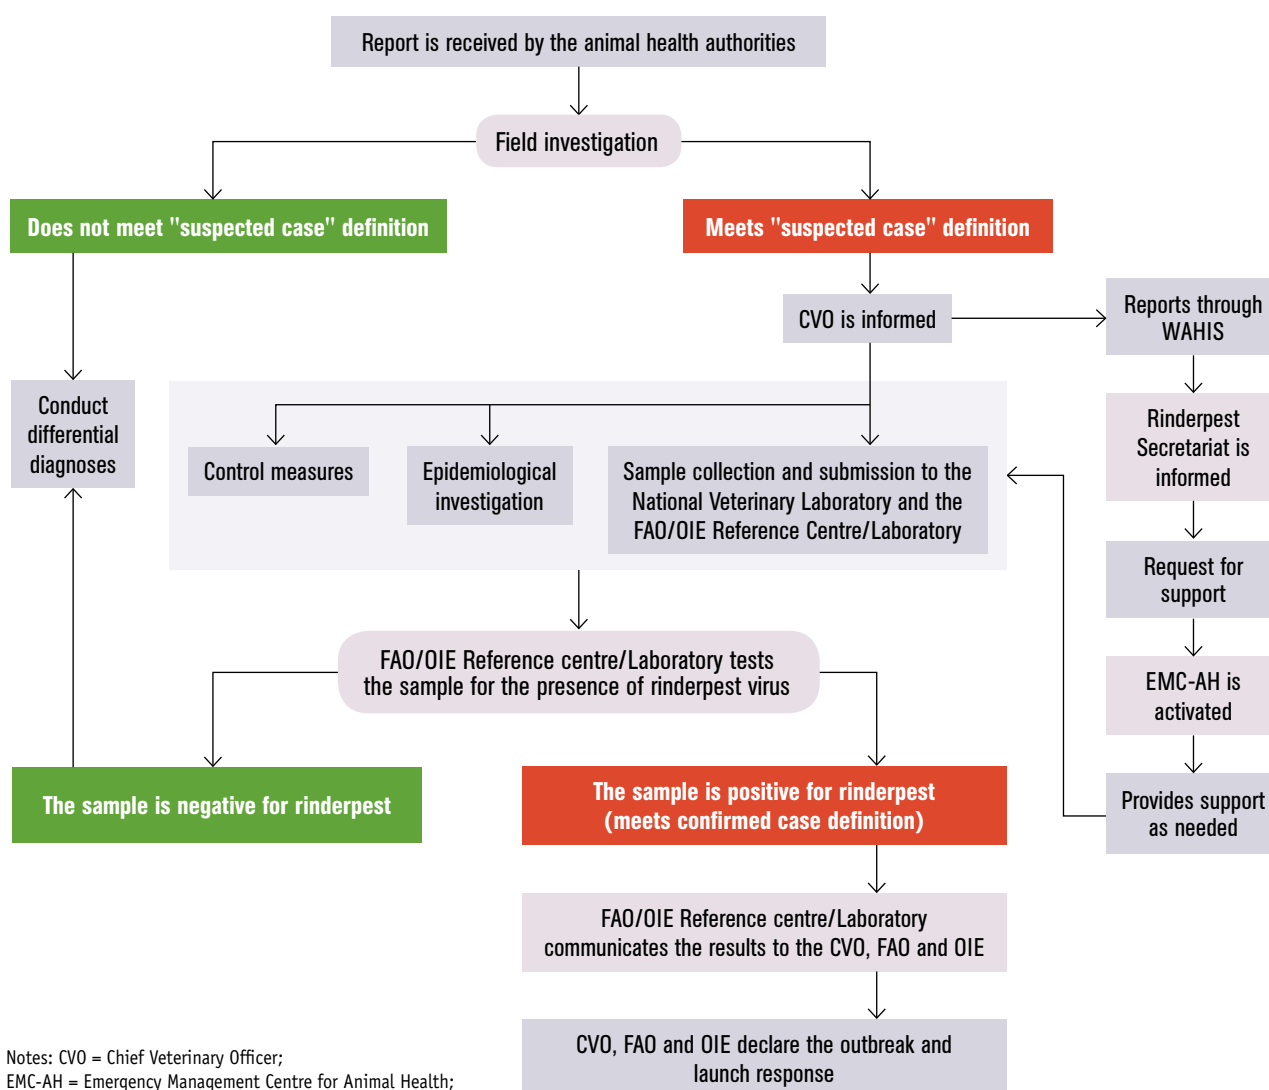 Report is received by the animal health authorities
Field investigation
Does not meet "suspected case" definition
Meets "suspected case" definition
CVO is informed
Reports through
WAHIS
Conduct
differential
diagnoses
Control measures
Epidemiological
investigation
Sample collection and submission to the
National Veterinary Laboratory and the
FAO/OIE Reference Centre/Laboratory
Rinderpest
Secretariat is
informed
Request for
support
EMC-AH is
activated
Provides support
as needed
FAO/OIE Reference centre/Laboratory tests
the sample for the presence of rinderpest virus
The sample is negative for rinderpest
The sample is positive for rinderpest
(meets confirmed case definition)
FAO/OIE Reference centre/Laboratory
communicates the results to the CVO, FAO and OIE
CVO, FAO and OIE declare the outbreak and
launch response
Notes: CVO = Chief Veterinary Officer;
EMC-AH = Emergency Management Centre for Animal Health;